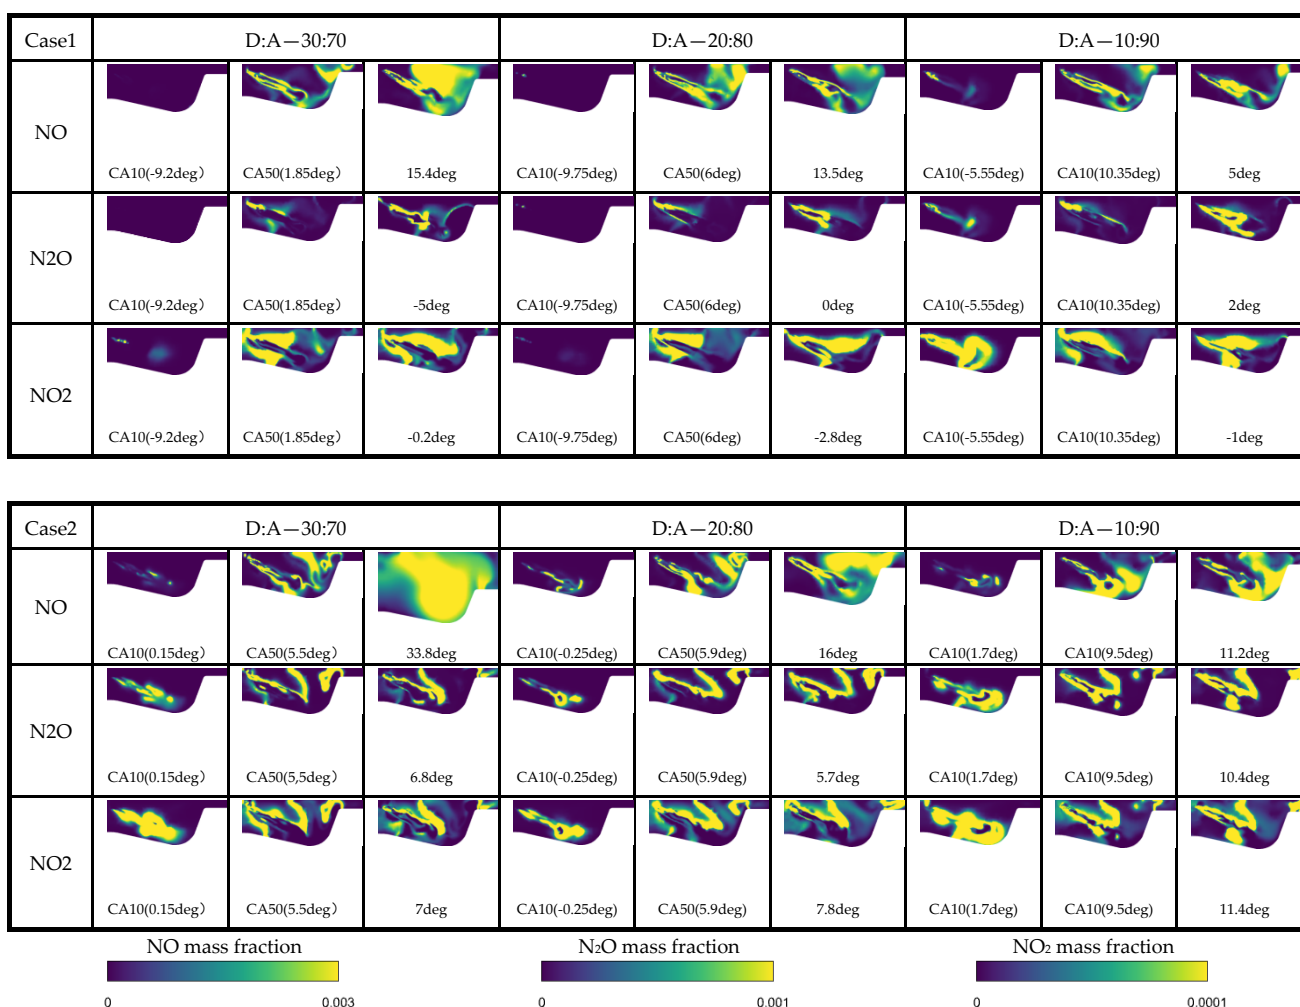 Case1 D:A—30:70 D:A—20:80 D:A—10:90
NO
CA10(-9.2deg) CA50(1.85deg) 15.4deg CA10(-9.75deg) CA50(6deg) 13.5deg CA10(-5.55deg) CA10(10.35deg) 5deg
N2O
CA10(-9.2deg) CA50(1.85deg) -5deg CA10(-9.75deg) CA50(6deg) 0deg CA10(-5.55deg) CA10(10.35deg) 2deg
NO2
CA10(-9.2deg) CA50(1.85deg) -0.2deg CA10(-9.75deg) CA50(6deg) -2.8deg CA10(-5.55deg) CA10(10.35deg) -1deg
Case2 D:A—30:70 D:A—20:80 D:A—10:90
NO
CA10(0.15deg) CA50(5.5deg) 33.8deg CA10(-0.25deg) CA50(5.9deg) 16deg CA10(1.7deg) CA10(9.5deg) 11.2deg
N2O
CA10(0.15deg) CA50(5,5deg) 6.8deg CA10(-0.25deg) CA50(5.9deg) 5.7deg CA10(1.7deg) CA10(9.5deg) 10.4deg
NO2
CA10(0.15deg) CA50(5.5deg) 7deg CA10(-0.25deg) CA50(5.9deg) 7.8deg CA10(1.7deg) CA10(9.5deg) 11.4deg
NO mass fraction N₂O mass fraction NO₂ mass fraction
0 0.003 0 0.001 0 0.0001